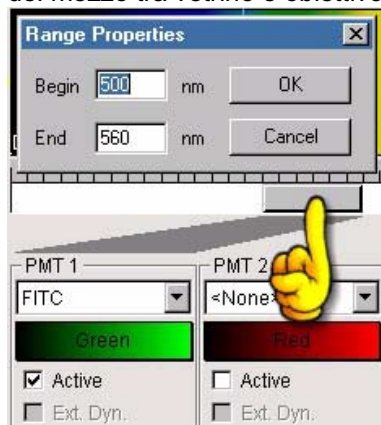 Range Properties
Begin 500 nm OK
End 560 nm Cancel
PMT 1 PMT 2
FITC <None>
Green Red
Active Active
Ext. Dyn. Ext. Dyn.